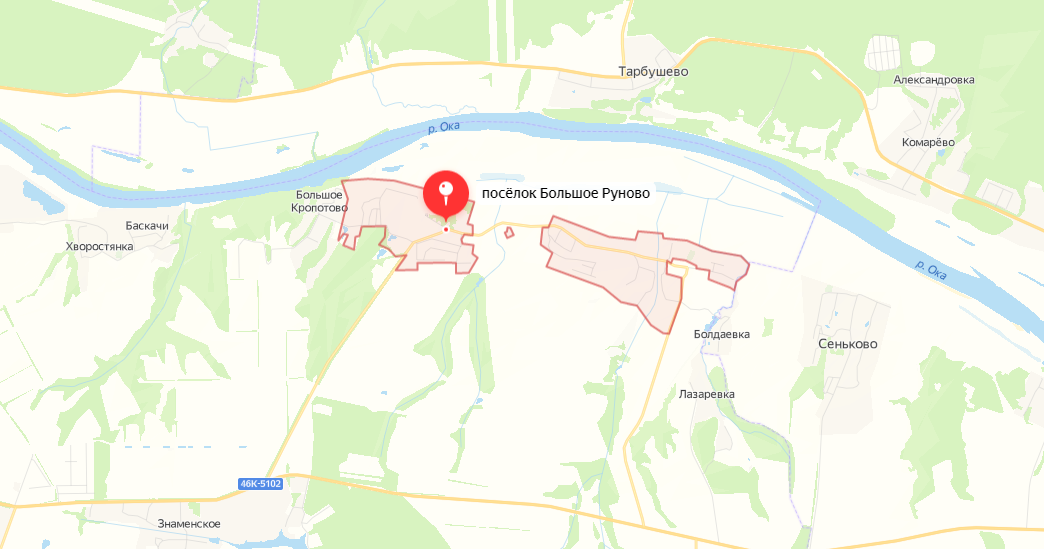 Тарбушево
Александровка
р. Ока
Комарёво
посёлок Большое Руново
Большое
Кропотово
Баскачи
Хворостянка
р. Ока
Болдаевка
Сеньково
Лазаревка
46К-5102
Знаменское